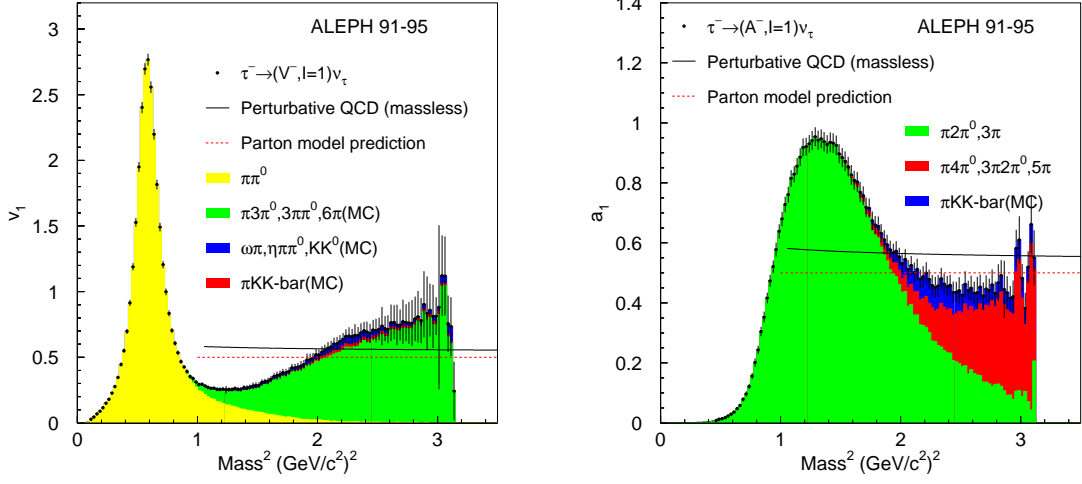 ALEPH 91-95
τ⁻→(V⁻,I=1)ν_τ
Perturbative QCD (massless)
Parton model prediction
ππ⁰
π3π⁰,3ππ⁰,6π(MC)
ωπ,ηππ⁰,KK⁰(MC)
πKK-bar(MC)
v₁
0
0.5
1
1.5
2
2.5
3
0 1 2 3
Mass² (GeV/c²)²
ALEPH 91-95
τ⁻→(A⁻,I=1)ν_τ
Perturbative QCD (massless)
Parton model prediction
π2π⁰,3π
π4π⁰,3π2π⁰,5π
πKK-bar(MC)
a₁
0
0.2
0.4
0.6
0.8
1
1.2
1.4
0 1 2 3
Mass² (GeV/c²)²